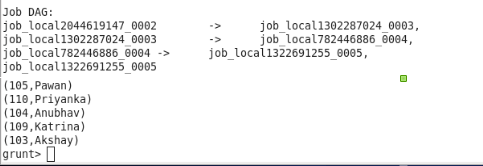 Job DAG:
job_local2044619147_0002 -> job_local1302287024_0003,
job_local1302287024_0003 -> job_local782446886_0004,
job_local782446886_0004 -> job_local1322691255_0005,
job_local1322691255_0005
(105,Pawan)
(110,Priyanka)
(104,Anubhav)
(109,Katrina)
(103,Akshay)
grunt>